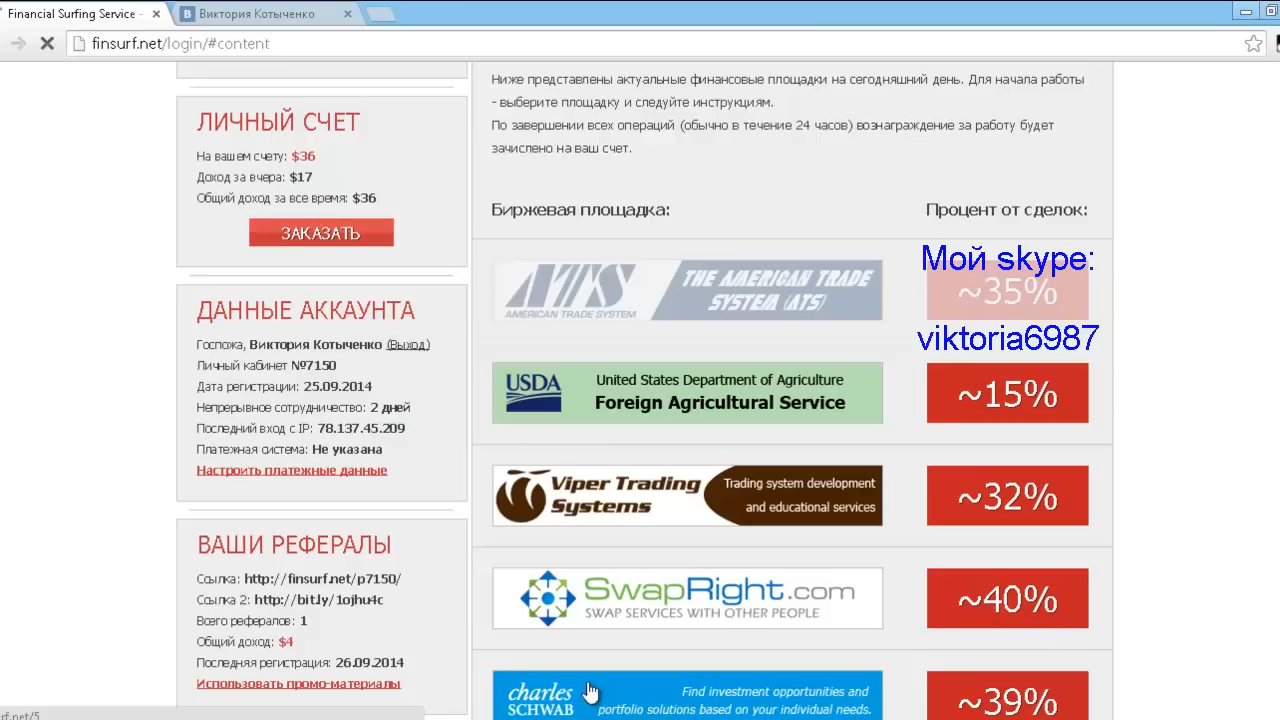 Financial Surfing Service -
Виктория Котыченко
finsurf.net/login/#content
ЛИЧНЫЙ СЧЕТ
На вашем счету: $36
Доход за вчера: $17
Общий доход за все время: $36
ЗАКАЗАТЬ
ДАННЫЕ АККАУНТА
Госпожа, Виктория Котыченко (Выход)
Личный кабинет №7150
Дата регистрации: 25.09.2014
Непрерывное сотрудничество: 2 дней
Последний вход с IP: 78.137.45.209
Платежная система: Не указана
Настроить платежные данные
ВАШИ РЕФЕРАЛЫ
Ссылка: http://finsurf.net/p7150/
Ссылка 2: http://bit.ly/1ojhu4c
Всего рефералов: 1
Общий доход: $4
Последняя регистрация: 26.09.2014
Использовать промо-материалы
Ниже представлены актуальные финансовые площадки на сегодняшний день. Для начала работы
- выберите площадку и следуйте инструкциям.
По завершении всех операций (обычно в течение 24 часов) вознаграждение за работу будет
зачислено на ваш счет.
Биржевая площадка:
Процент от сделок:
ATS
AMERICAN TRADE SYSTEM
THE AMERICAN TRADE
SYSTEM (ATS)
Мой skype:
~35%
viktoria6987
USDA
United States Department of Agriculture
Foreign Agricultural Service
~15%
Viper Trading
Systems
Trading system development
and educational services
~32%
SwapRight.com
SWAP SERVICES WITH OTHER PEOPLE
~40%
charles
SCHWAB
Find investment opportunities and
portfolio solutions based on your individual needs.
~39%
rf.net/5